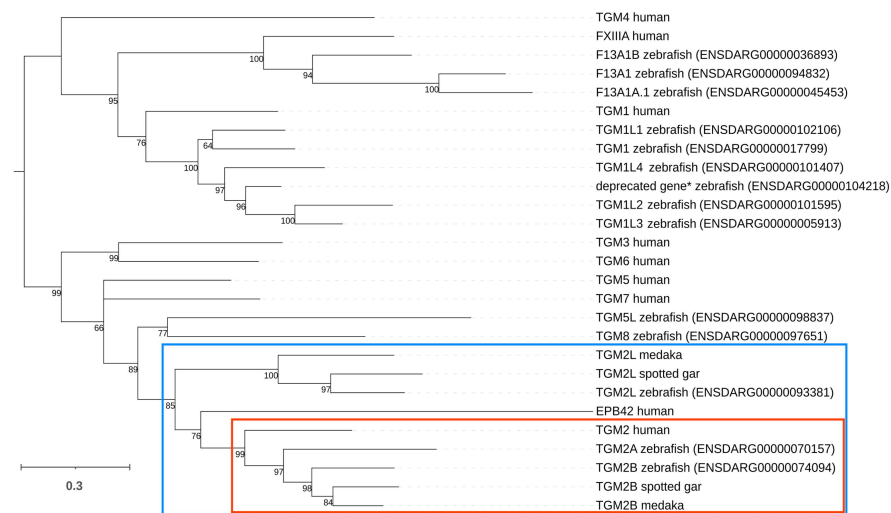 TGM4 human
FXIIIA human
100
F13A1B zebrafish (ENSDARG00000036893)
94
F13A1 zebrafish (ENSDARG00000094832)
100
F13A1A.1 zebrafish (ENSDARG00000045453)
95
TGM1 human
TGM1L1 zebrafish (ENSDARG00000102106)
76
64
TGM1 zebrafish (ENSDARG00000017799)
100
TGM1L4 zebrafish (ENSDARG00000101407)
97
deprecated gene* zebrafish (ENSDARG00000104218)
96
TGM1L2 zebrafish (ENSDARG00000101595)
100
TGM1L3 zebrafish (ENSDARG00000005913)
TGM3 human
99
TGM6 human
TGM5 human
99
TGM7 human
TGM5L zebrafish (ENSDARG00000098837)
66
77
TGM8 zebrafish (ENSDARG00000097651)
TGM2L medaka
89
100
TGM2L spotted gar
97
TGM2L zebrafish (ENSDARG00000093381)
85
EPB42 human
TGM2 human
76
TGM2A zebrafish (ENSDARG00000070157)
99
TGM2B zebrafish (ENSDARG00000074094)
97
0.3
TGM2B spotted gar
98
TGM2B medaka
84